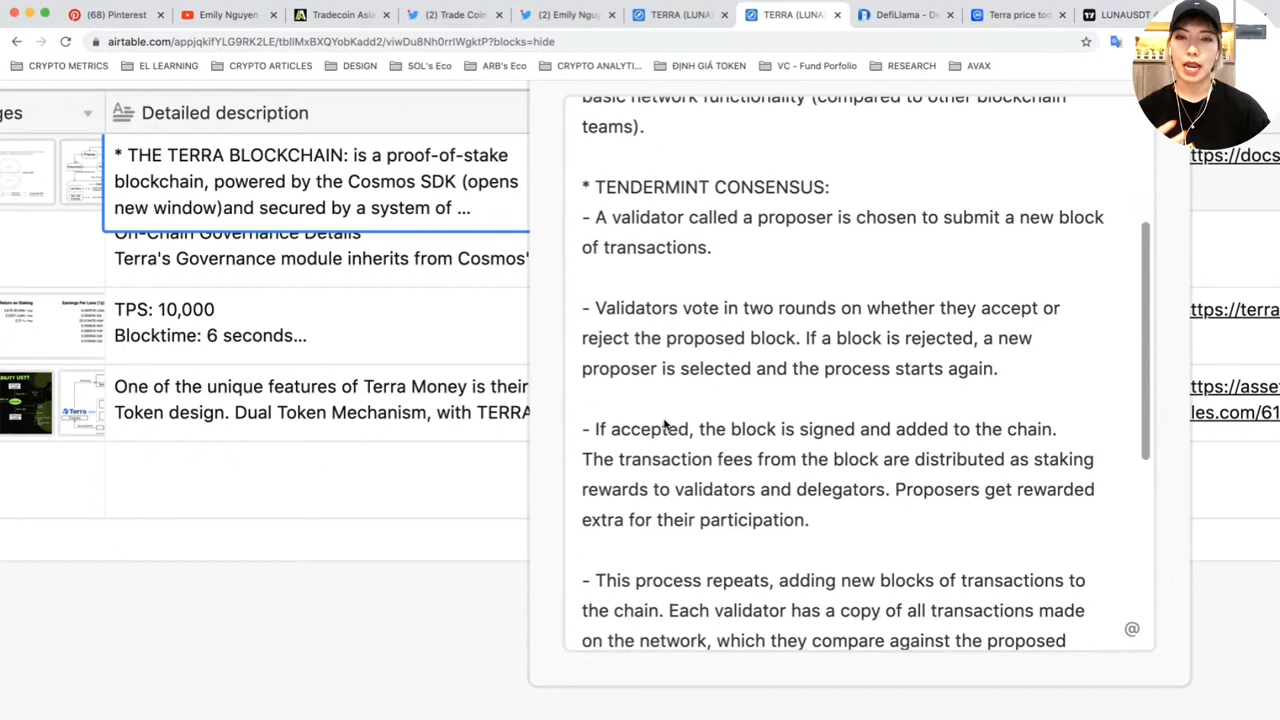 (68) Pinterest
Emily Nguyen
Tradecoin Asia
(2) Trade Coin
(2) Emily Nguy
TERRA (LUNA)
TERRA (LUNA)
DefiLlama - De
Terra price tod
LUNAUSDT
airtable.com/appjqkifYLG9RK2LE/tbllMxBXQYobKadd2/viwDu8Nh0rrlWgktP?blocks=hide
CRYPTO METRICS
EL LEARNING
CRYPTO ARTICLES
DESIGN
SOL's Eco
ARB's Eco
CRYPTO ANALYTI...
ĐỊNH GIÁ TOKEN
VC - Fund Porfolio
RESEARCH
AVAX
ges
Detailed description
* THE TERRA BLOCKCHAIN: is a proof-of-stake
blockchain, powered by the Cosmos SDK (opens
new window)and secured by a system of ...
On-Chain Governance Details
Terra's Governance module inherits from Cosmos'
TPS: 10,000
Blocktime: 6 seconds...
One of the unique features of Terra Money is their
Token design. Dual Token Mechanism, with TERRA
basic network functionality (compared to other blockchain
teams).
* TENDERMINT CONSENSUS:
- A validator called a proposer is chosen to submit a new block
of transactions.
- Validators vote in two rounds on whether they accept or
reject the proposed block. If a block is rejected, a new
proposer is selected and the process starts again.
- If accepted, the block is signed and added to the chain.
The transaction fees from the block are distributed as staking
rewards to validators and delegators. Proposers get rewarded
extra for their participation.
- This process repeats, adding new blocks of transactions to
the chain. Each validator has a copy of all transactions made
on the network, which they compare against the proposed
@
ttps://docs
ttps://terra
ttps://asset
les.com/61